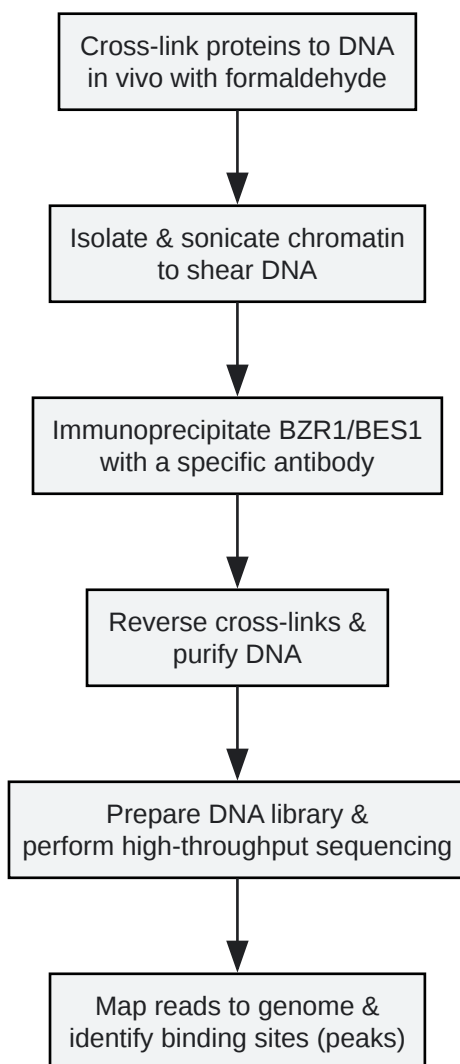 Cross-link proteins to DNA
in vivo with formaldehyde
Isolate & sonicate chromatin
to shear DNA
Immunoprecipitate BZR1/BES1
with a specific antibody
Reverse cross-links &
purify DNA
Prepare DNA library &
perform high-throughput sequencing
Map reads to genome &
identify binding sites (peaks)